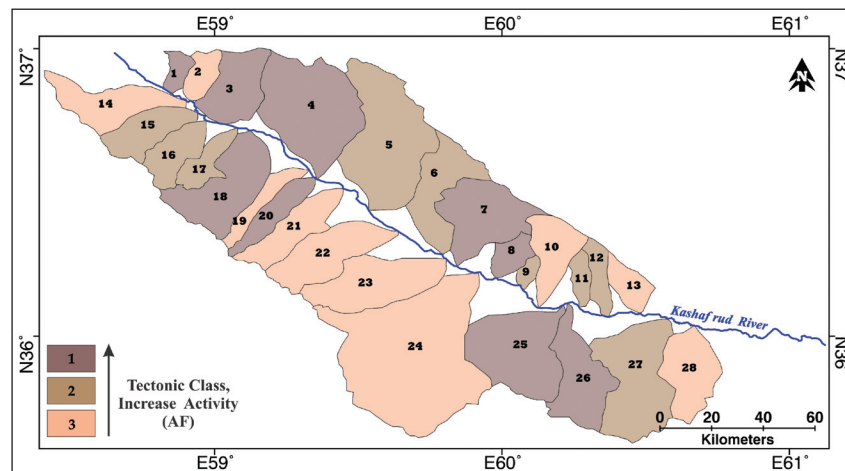 E59° E60° E61°
N37° N37°
N
1 2 3 4
14
15 5
16 17 6
18 7
19 20 21 8 10
22 9 11 12
23 13
Kashaf rud River
N36° N36°
24 25 26 27 28
1
2
3
Tectonic Class,
Increase Activity
(AF)
0 20 40 60
Kilometers
E59° E60° E61°